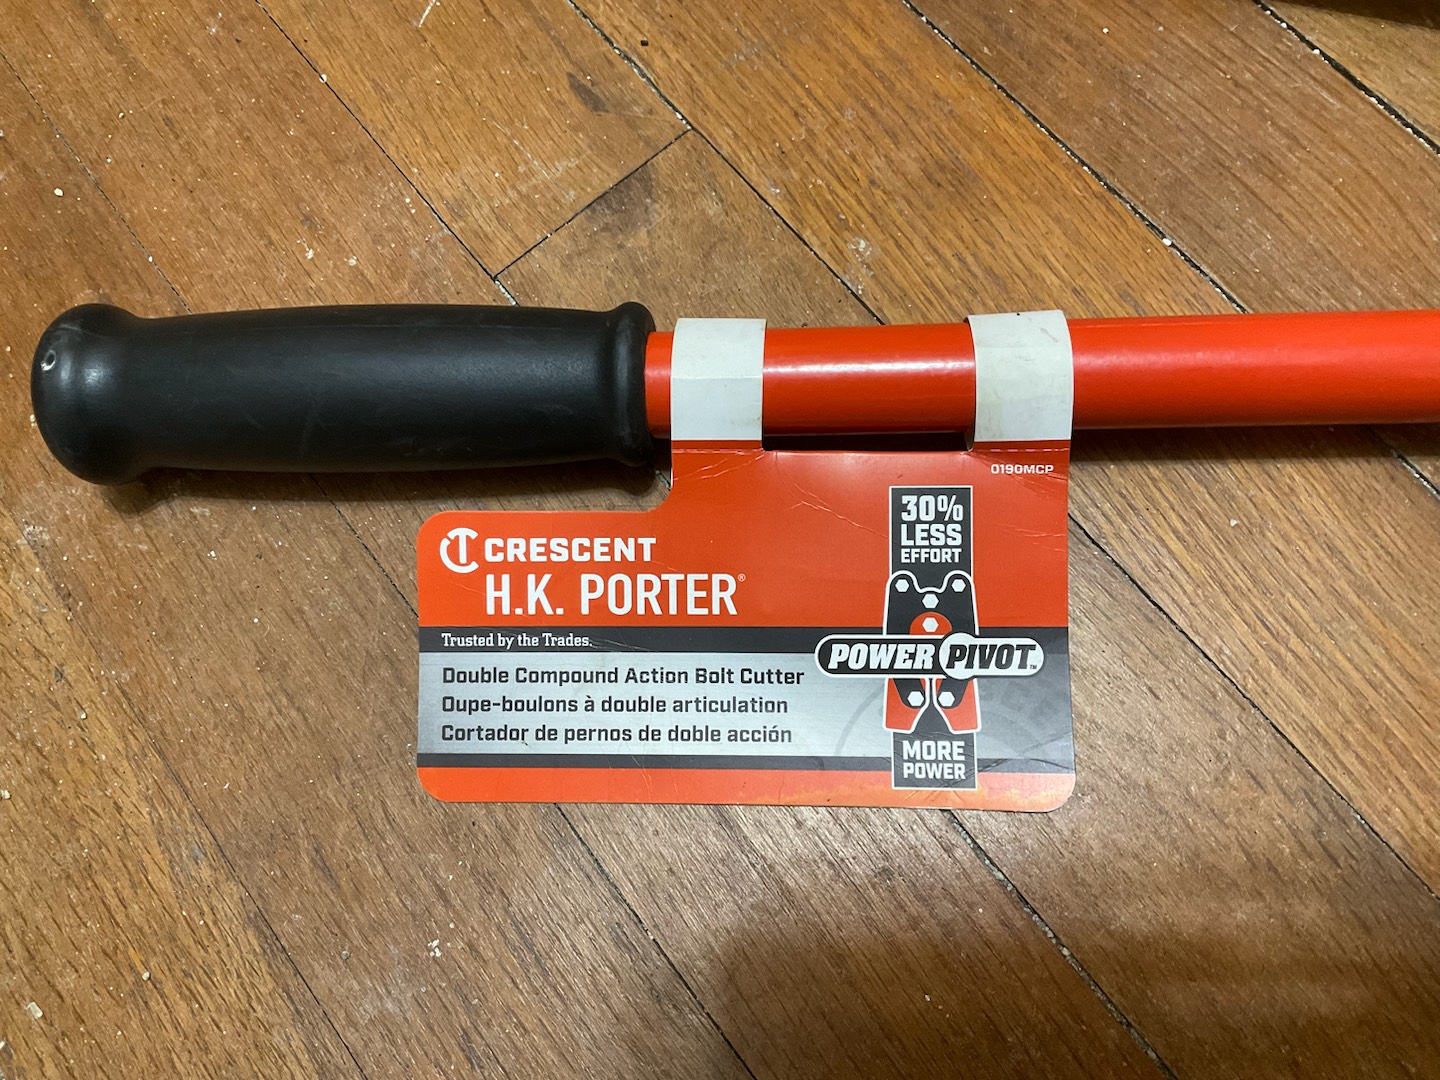 0190MCP
30%
LESS
EFFORT
CRESCENT
H.K. PORTER®
Trusted by the Trades.
POWER PIVOT™
Double Compound Action Bolt Cutter
Oupe-boulons à double articulation
Cortador de pernos de doble acción
MORE
POWER